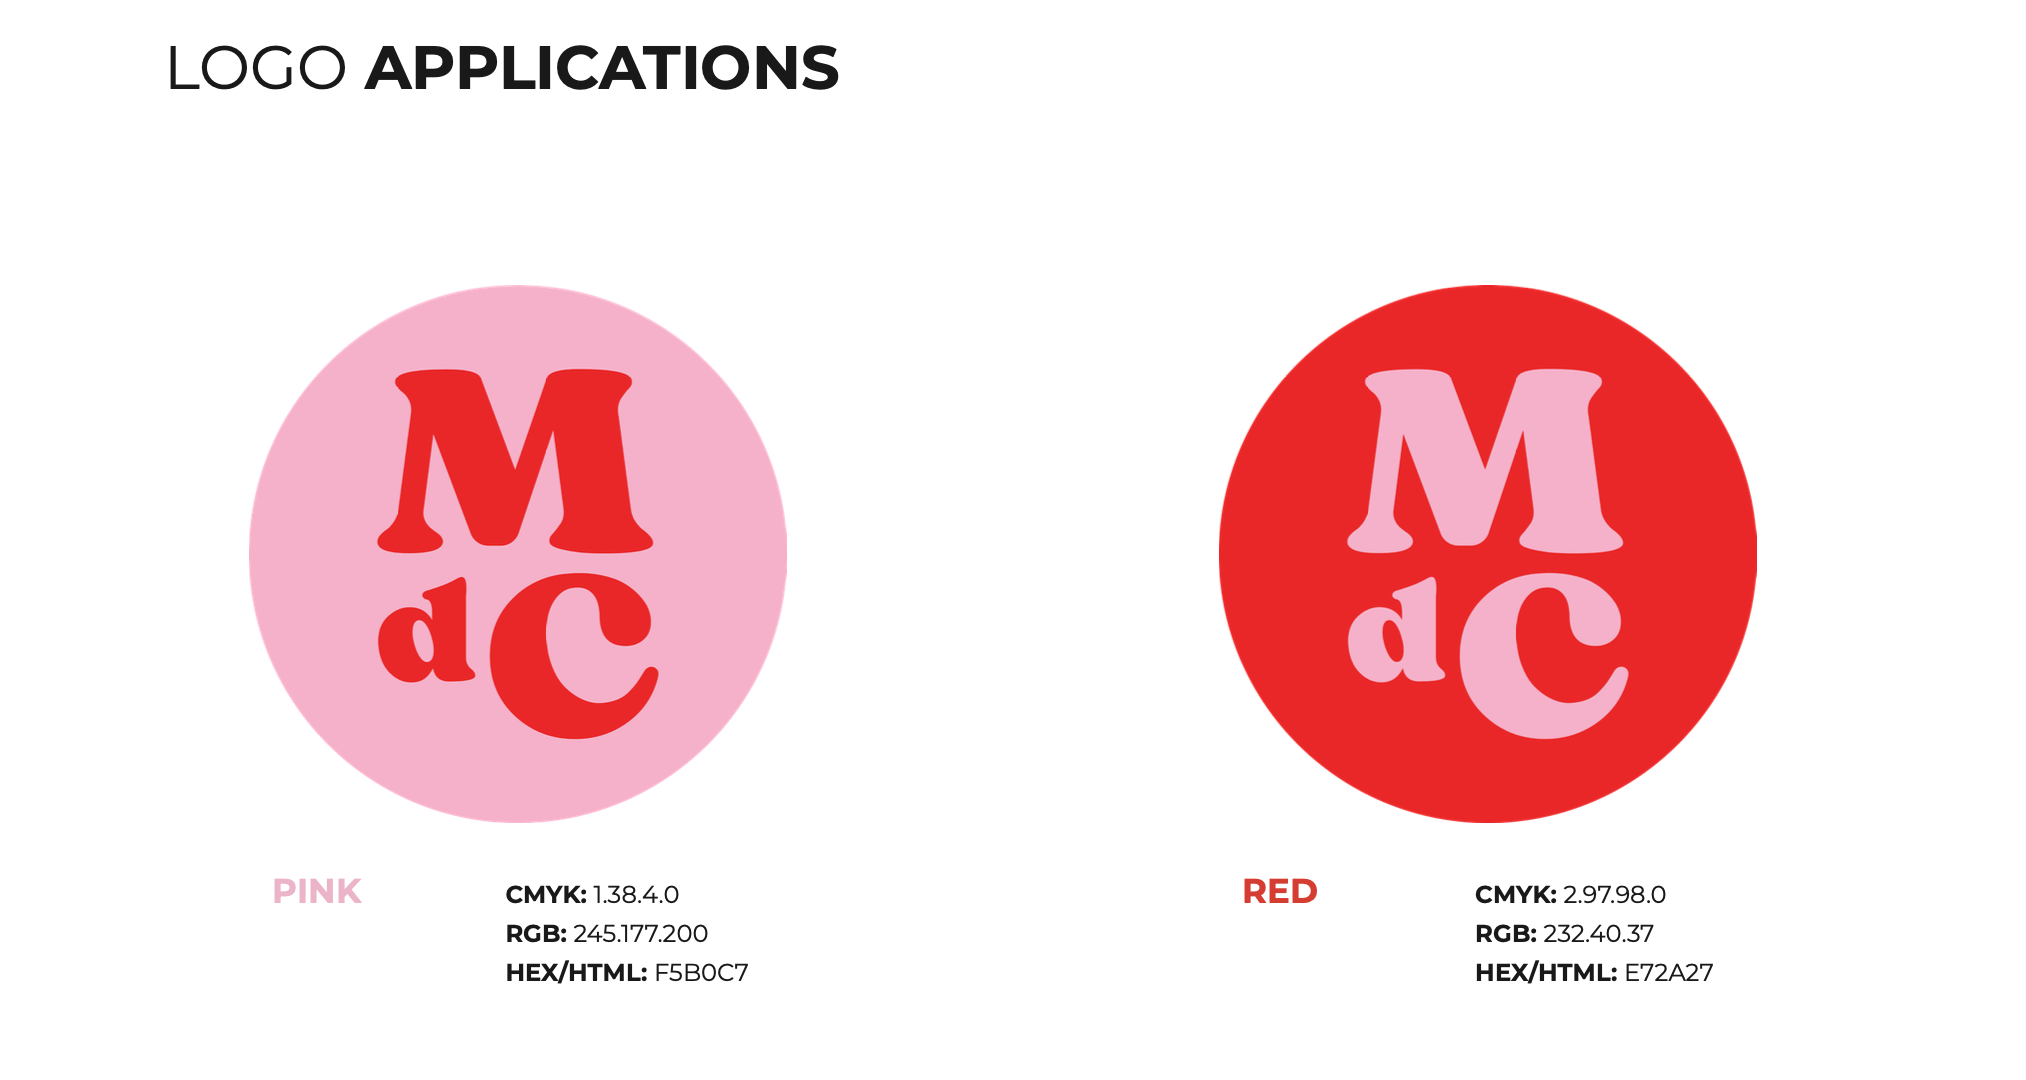 LOGO APPLICATIONS
M
dC
M
dC
PINK
CMYK: 1.38.4.0
RGB: 245.177.200
HEX/HTML: F5B0C7
RED
CMYK: 2.97.98.0
RGB: 232.40.37
HEX/HTML: E72A27